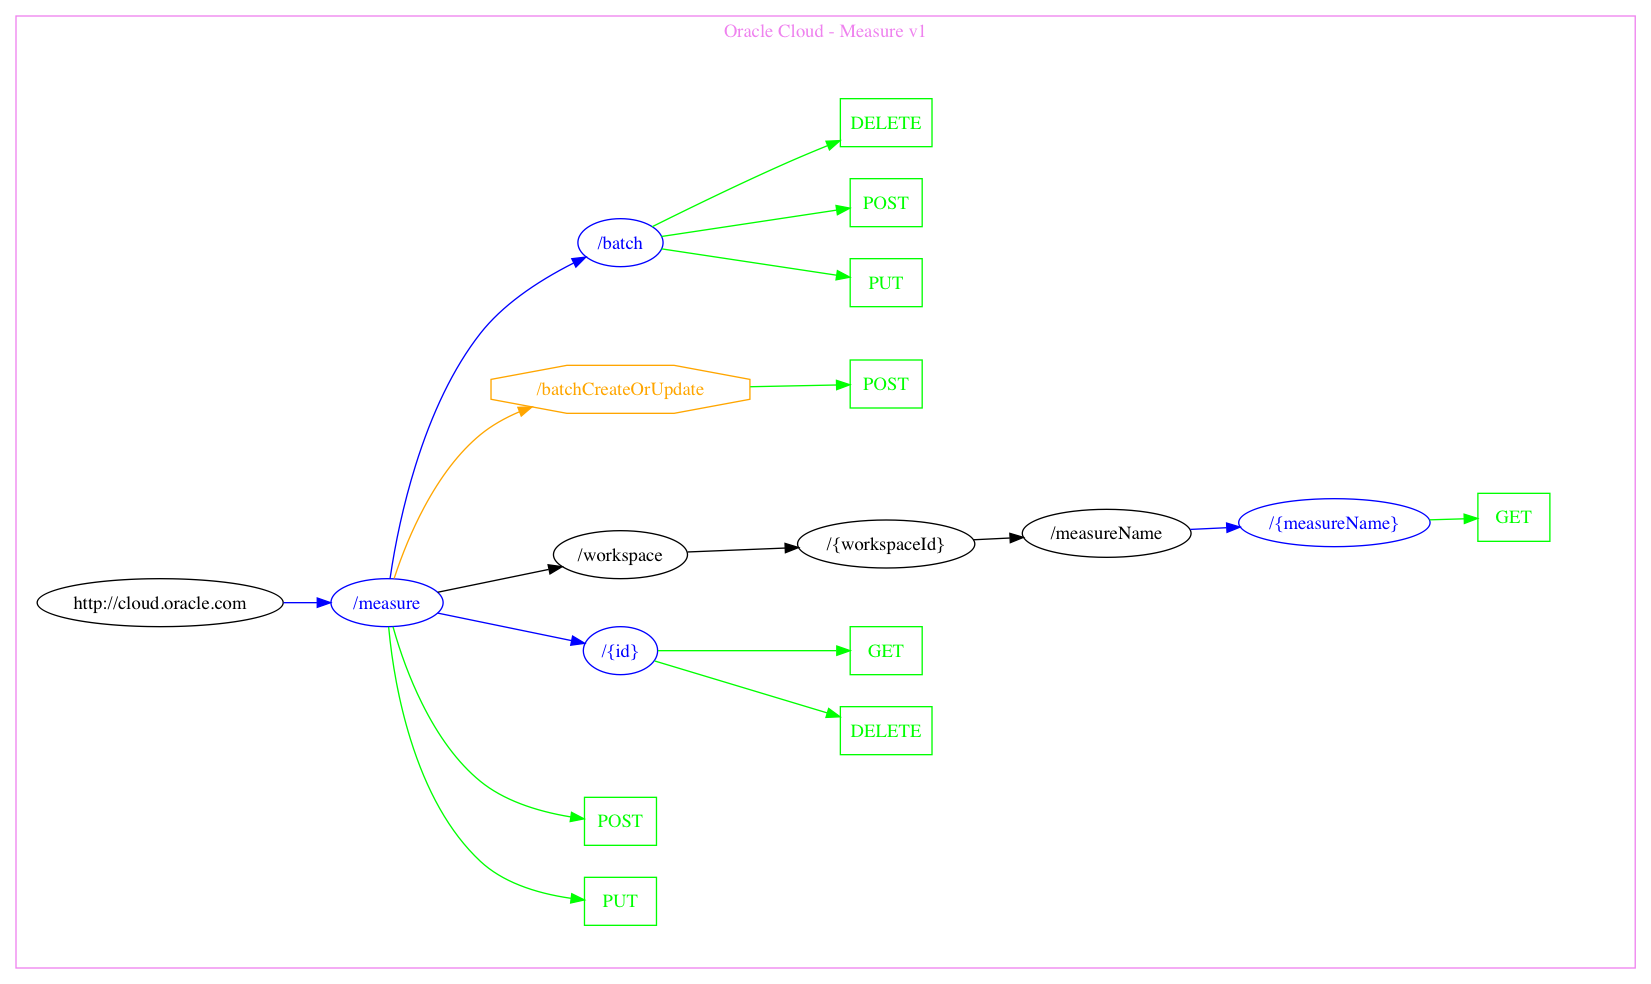 Oracle Cloud - Measure v1
DELETE
POST
/batch
PUT
/batchCreateOrUpdate
POST
/workspace
/{workspaceId}
/measureName
/{measureName}
GET
http://cloud.oracle.com
/measure
/{id}
GET
DELETE
POST
PUT